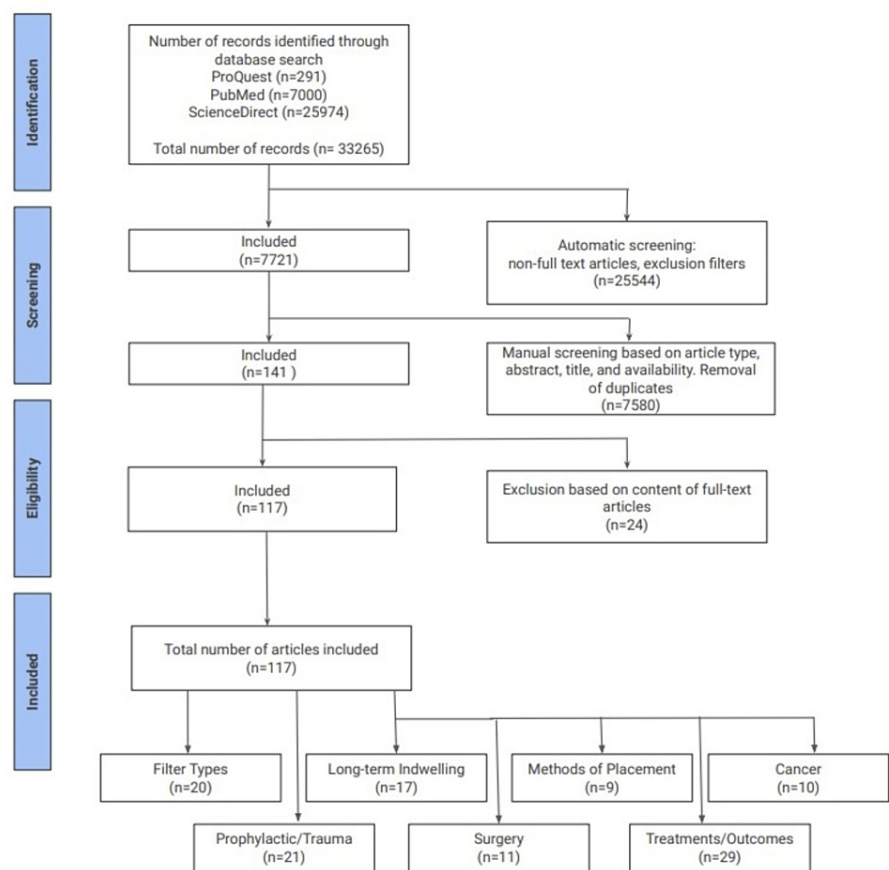 Identification
Number of records identified through
database search
ProQuest (n=291)
PubMed (n=7000)
ScienceDirect (n=25974)
Total number of records (n= 33265)
Screening
Included
(n=7721)
Automatic screening:
non-full text articles, exclusion filters
(n=25544)
Included
(n=141 )
Manual screening based on article type,
abstract, title, and availability. Removal
of duplicates
(n=7580)
Eligibility
Included
(n=117)
Exclusion based on content of full-text
articles
(n=24)
Included
Total number of articles included
(n=117)
Filter Types
(n=20)
Long-term Indwelling
(n=17)
Methods of Placement
(n=9)
Cancer
(n=10)
Prophylactic/Trauma
(n=21)
Surgery
(n=11)
Treatments/Outcomes
(n=29)